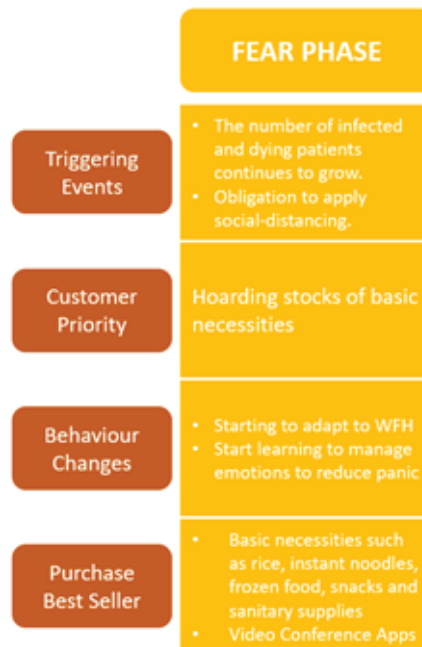 FEAR PHASE
Triggering
Events
• The number of infected
and dying patients
continues to grow.
• Obligation to apply
social-distancing.
Customer
Priority
Hoarding stocks of basic
necessities
Behaviour
Changes
• Starting to adapt to WFH
• Start learning to manage
emotions to reduce panic
Purchase
Best Seller
• Basic necessities such
as rice, instant noodles,
frozen food, snacks and
sanitary supplies
• Video Conference Apps